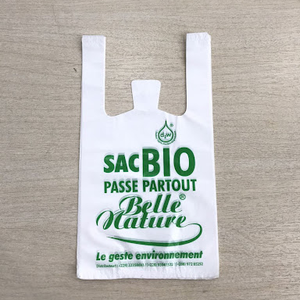 SACBIO
PASSE PARTOUT
Belle
Nature®
Le geste environnement